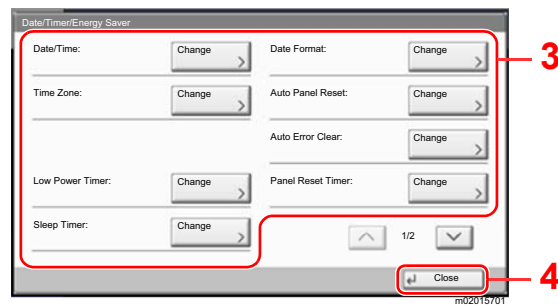 Date/Timer/Energy Saver
Date/Time: Change Date Format: Change 3
Time Zone: Change Auto Panel Reset: Change
Auto Error Clear: Change
Low Power Timer: Change Panel Reset Timer: Change
Sleep Timer: Change
1/2
Close 4
m02015701